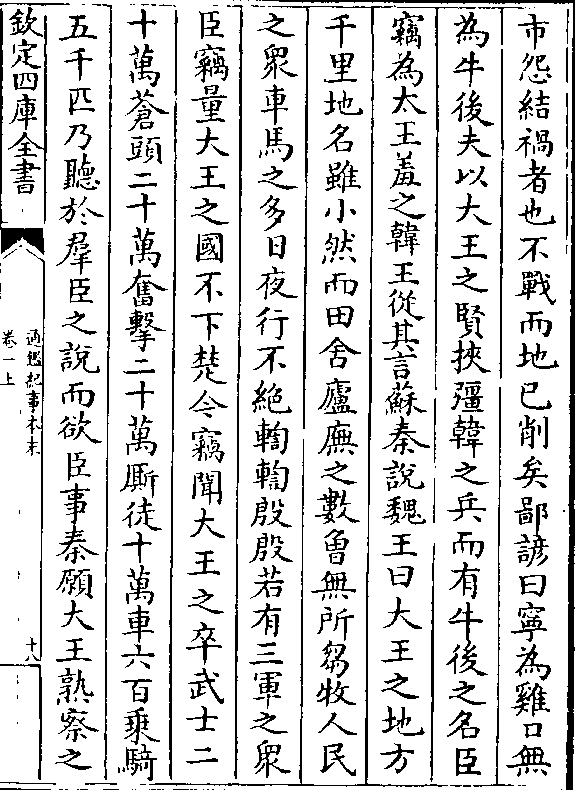 市怨結禍者也不戰而地已削矣鄙諺曰寧為雞口無
為牛後夫以大王之賢挾彊韓之兵而有牛後之名臣
竊為大王羞之韓王從其言蘇秦說魏王曰大王之地方
千里地名雖小然而田舍廬廡之數曾無所芻牧人民
之衆車馬之多日夜行不絶輷輷殷殷若有三軍之衆
臣竊量大王之國不下楚今竊聞大王之卒武士二
十萬蒼頭二十萬奮擊二十萬厮徒十萬車六百乘騎
五千匹乃聽於羣臣之說而欲臣事秦願大王熟察之
欽定四庫全書
通鑑紀事本末
卷一上
十八